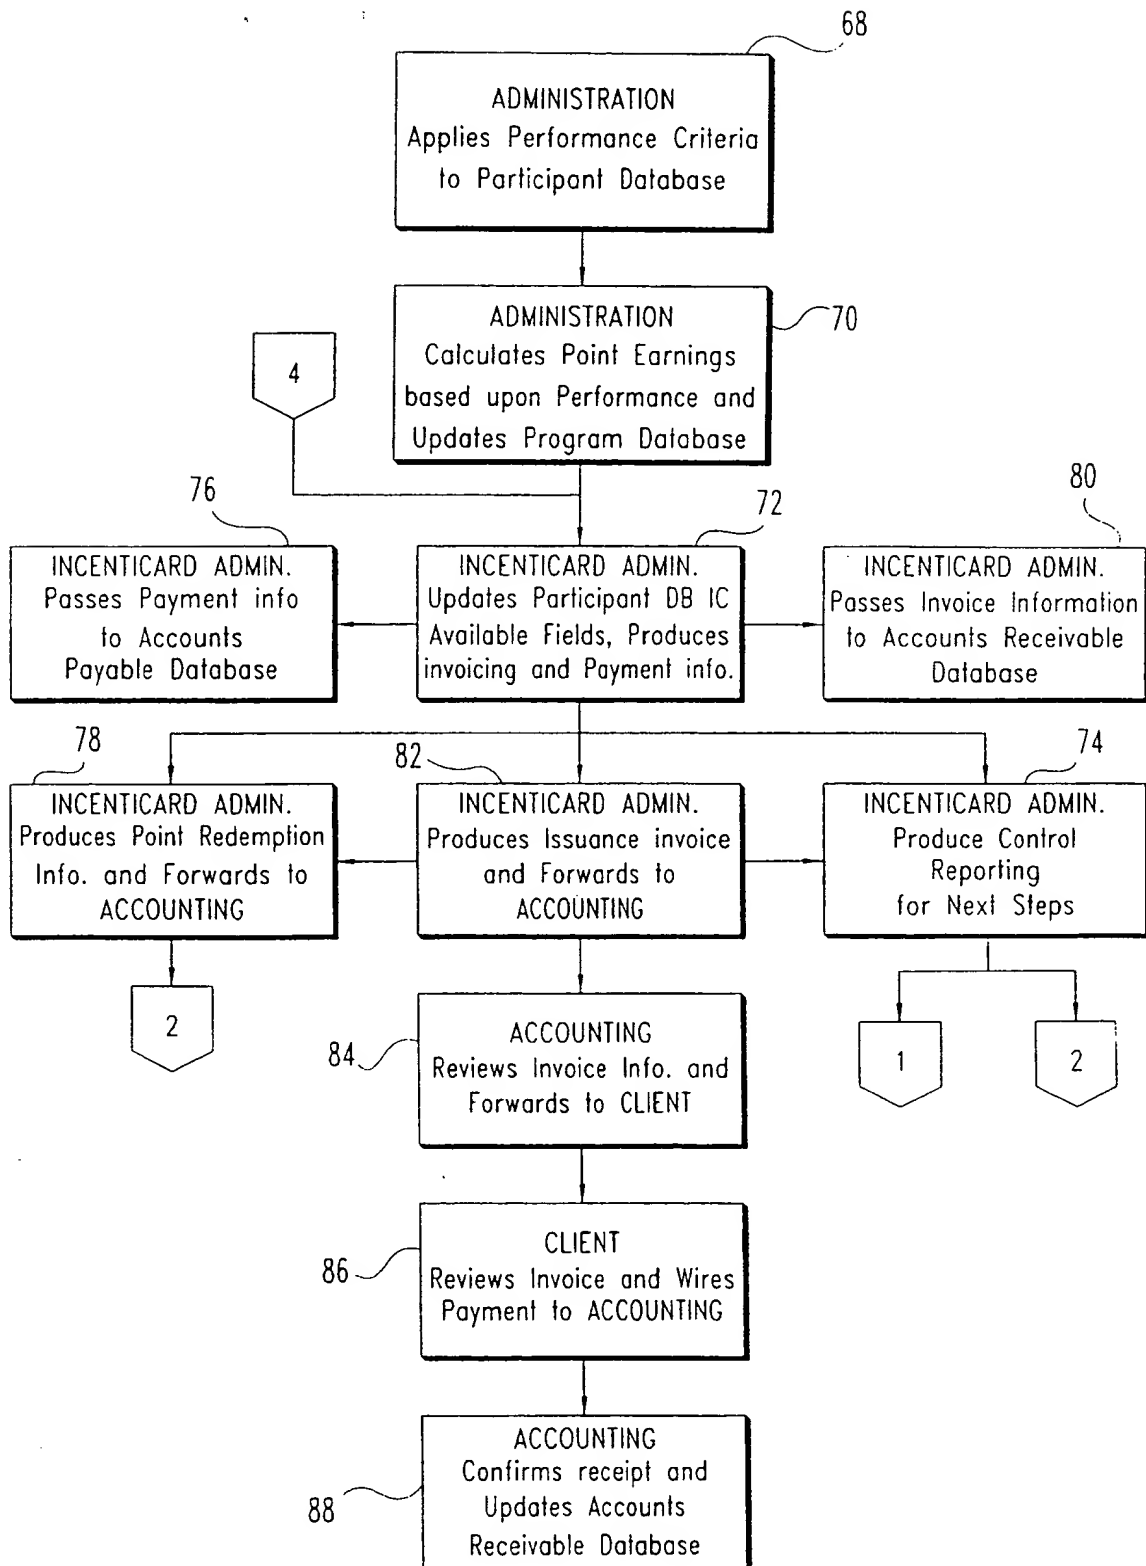 68
ADMINISTRATION
Applies Performance Criteria
to Participant Database
70
ADMINISTRATION
Calculates Point Earnings
based upon Performance and
Updates Program Database
4
76
INCENTICARD ADMIN.
Passes Payment info
to Accounts
Payable Database
72
INCENTICARD ADMIN.
Updates Participant DB IC
Available Fields, Produces
invoicing and Payment info.
80
INCENTICARD ADMIN.
Passes Invoice Information
to Accounts Receivable
Database
78
INCENTICARD ADMIN.
Produces Point Redemption
Info. and Forwards to
ACCOUNTING
82
INCENTICARD ADMIN.
Produces Issuance invoice
and Forwards to
ACCOUNTING
74
INCENTICARD ADMIN.
Produce Control
Reporting
for Next Steps
2
1
2
84
ACCOUNTING
Reviews Invoice Info. and
Forwards to CLIENT
86
CLIENT
Reviews Invoice and Wires
Payment to ACCOUNTING
88
ACCOUNTING
Confirms receipt and
Updates Accounts
Receivable Database